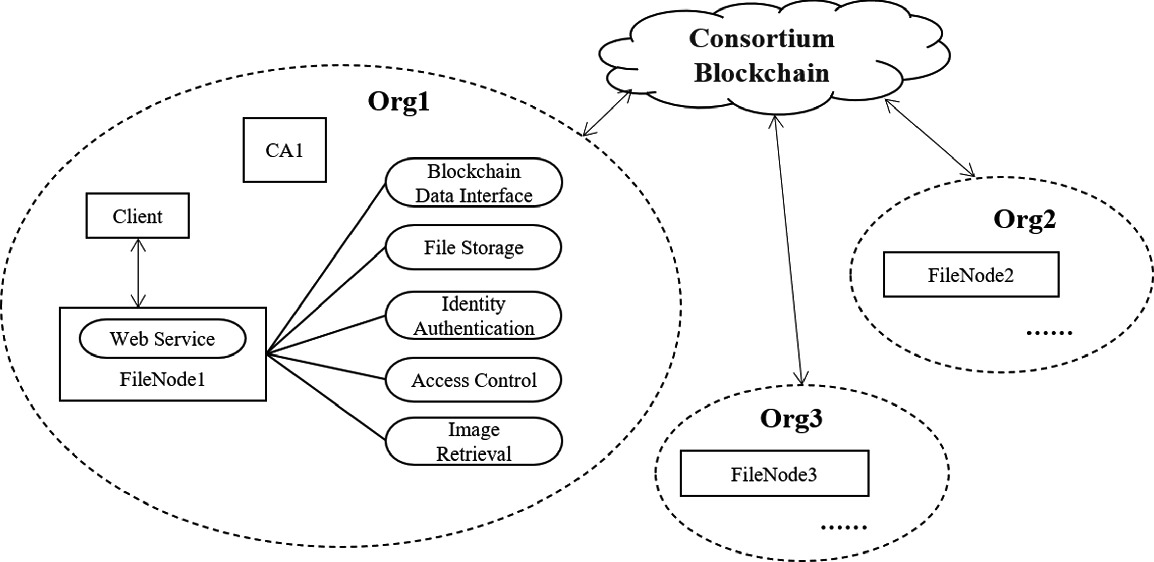 Consortium
Blockchain
Org1
CA1
Client
Web Service
FileNode1
Blockchain
Data Interface
File Storage
Identity
Authentication
Access Control
Image
Retrieval
Org2
FileNode2
......
Org3
FileNode3
......